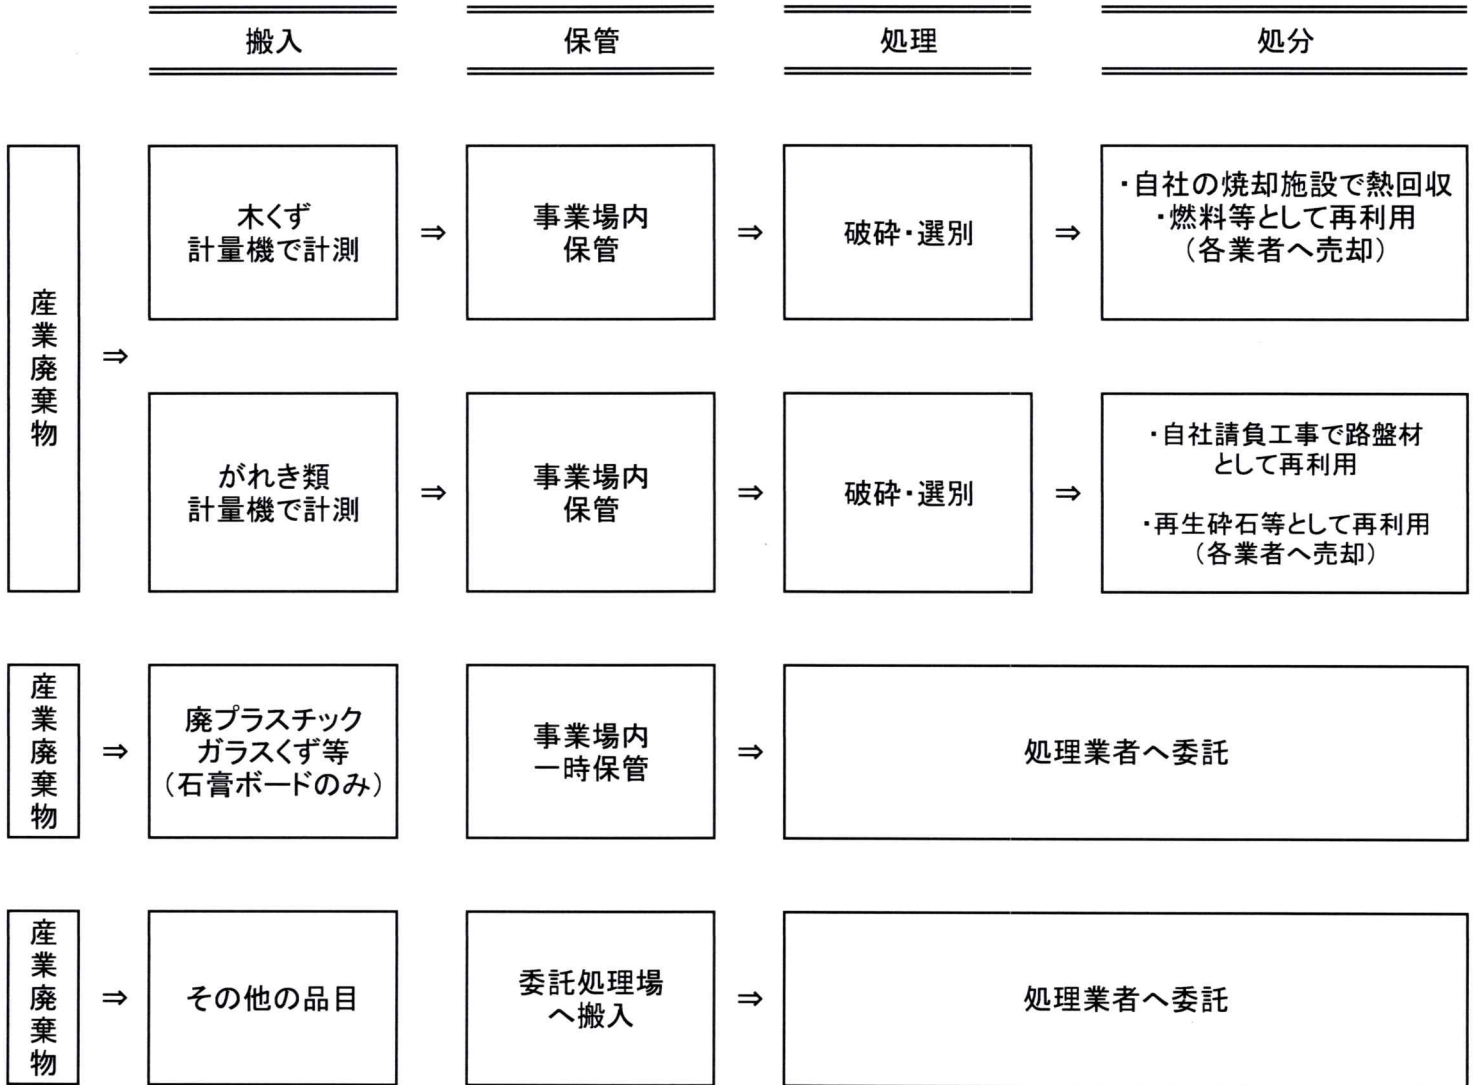 搬入
保管
処理
処分
産業廃棄物
⇒
木くず
計量機で計測
⇒
事業場内
保管
⇒
破砕・選別
⇒
・自社の焼却施設で熱回収
・燃料等として再利用
（各業者へ売却）
がれき類
計量機で計測
⇒
事業場内
保管
⇒
破砕・選別
⇒
・自社請負工事で路盤材
として再利用
・再生砕石等として再利用
（各業者へ売却）
産業廃棄物
⇒
廃プラスチック
ガラスくず等
（石膏ボードのみ）
事業場内
一時保管
⇒
処理業者へ委託
産業廃棄物
⇒
その他の品目
委託処理場
へ搬入
⇒
処理業者へ委託